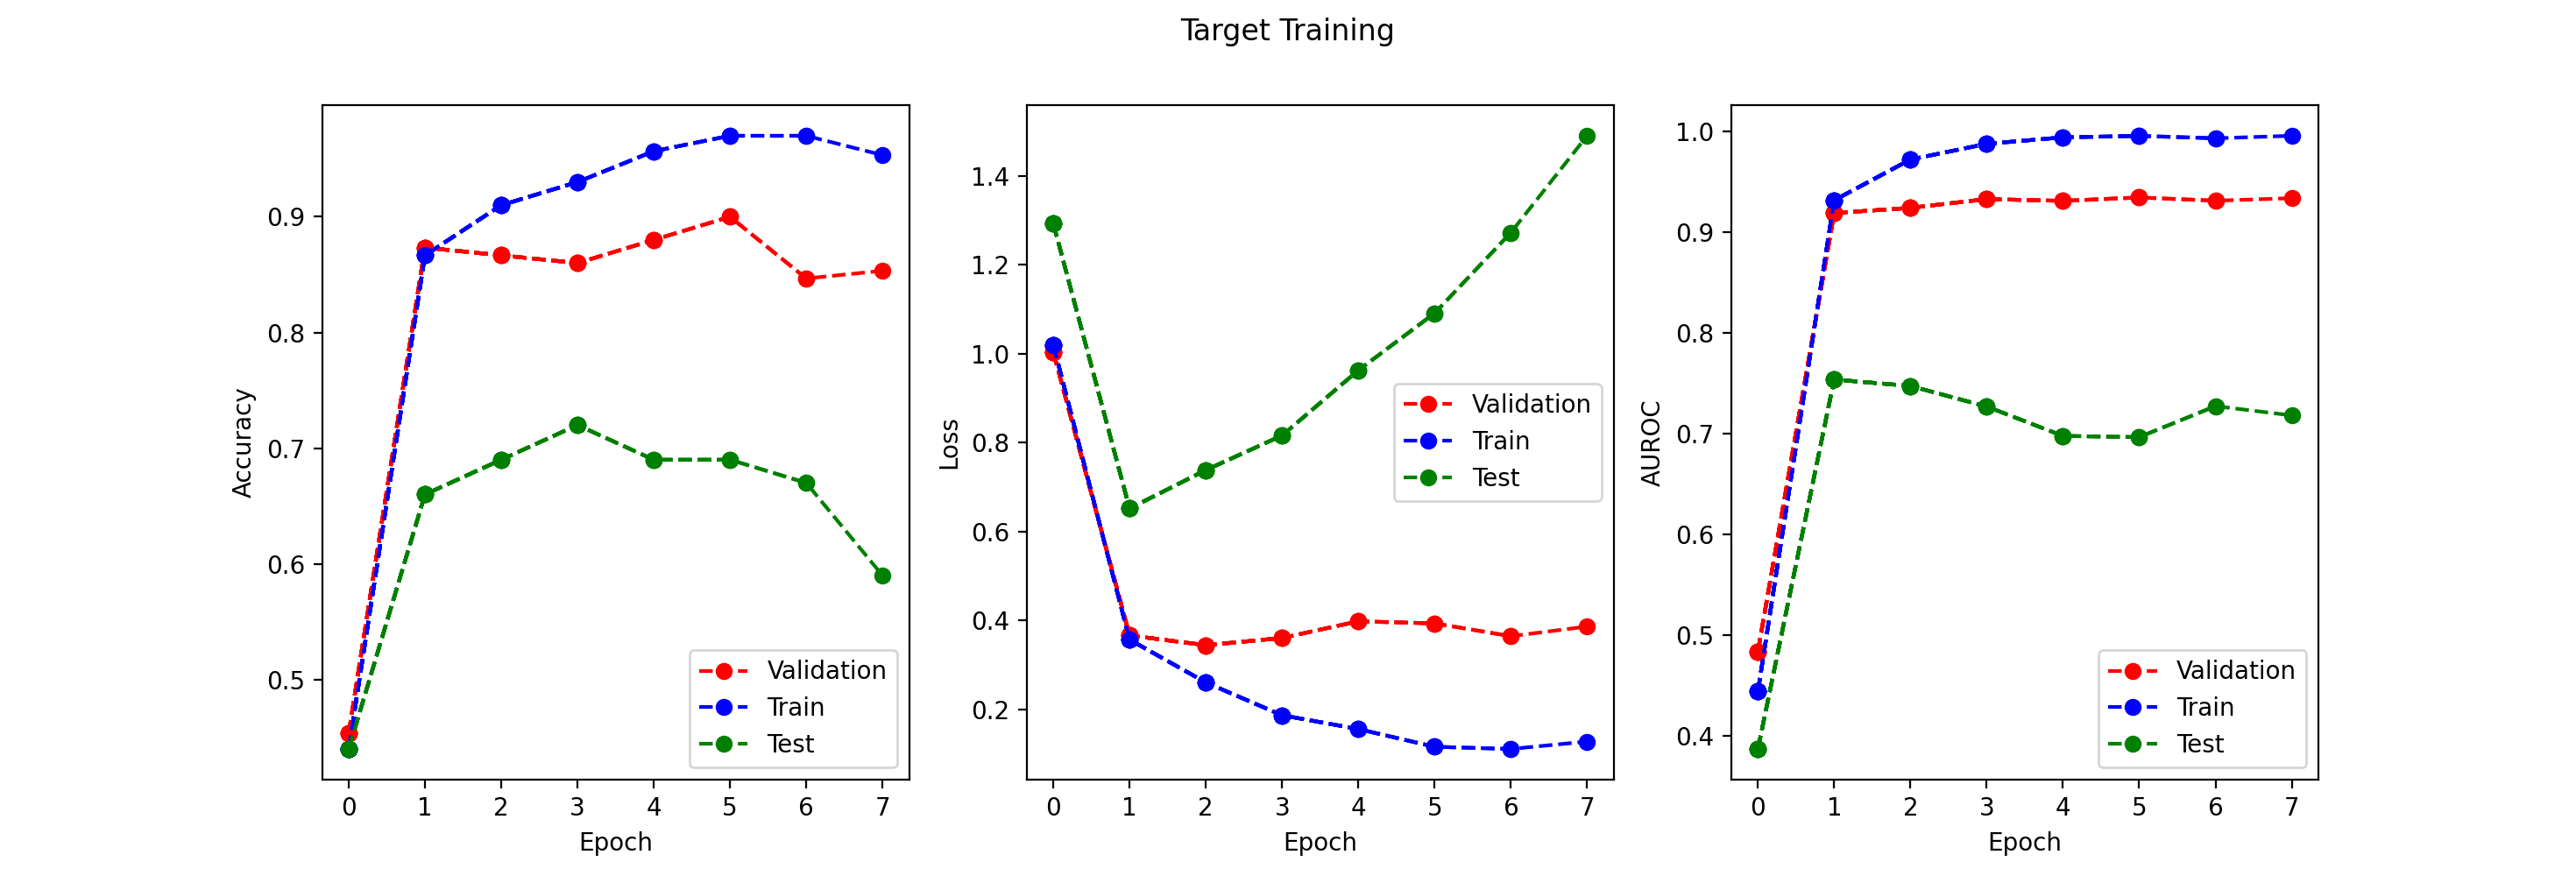 Target Training
Accuracy
0.9
0.8
0.7
0.6
0.5
0 1 2 3 4 5 6 7
Epoch
Validation
Train
Test
Loss
1.4
1.2
1.0
0.8
0.6
0.4
0.2
0 1 2 3 4 5 6 7
Epoch
Validation
Train
Test
AUROC
1.0
0.9
0.8
0.7
0.6
0.5
0.4
0 1 2 3 4 5 6 7
Epoch
Validation
Train
Test